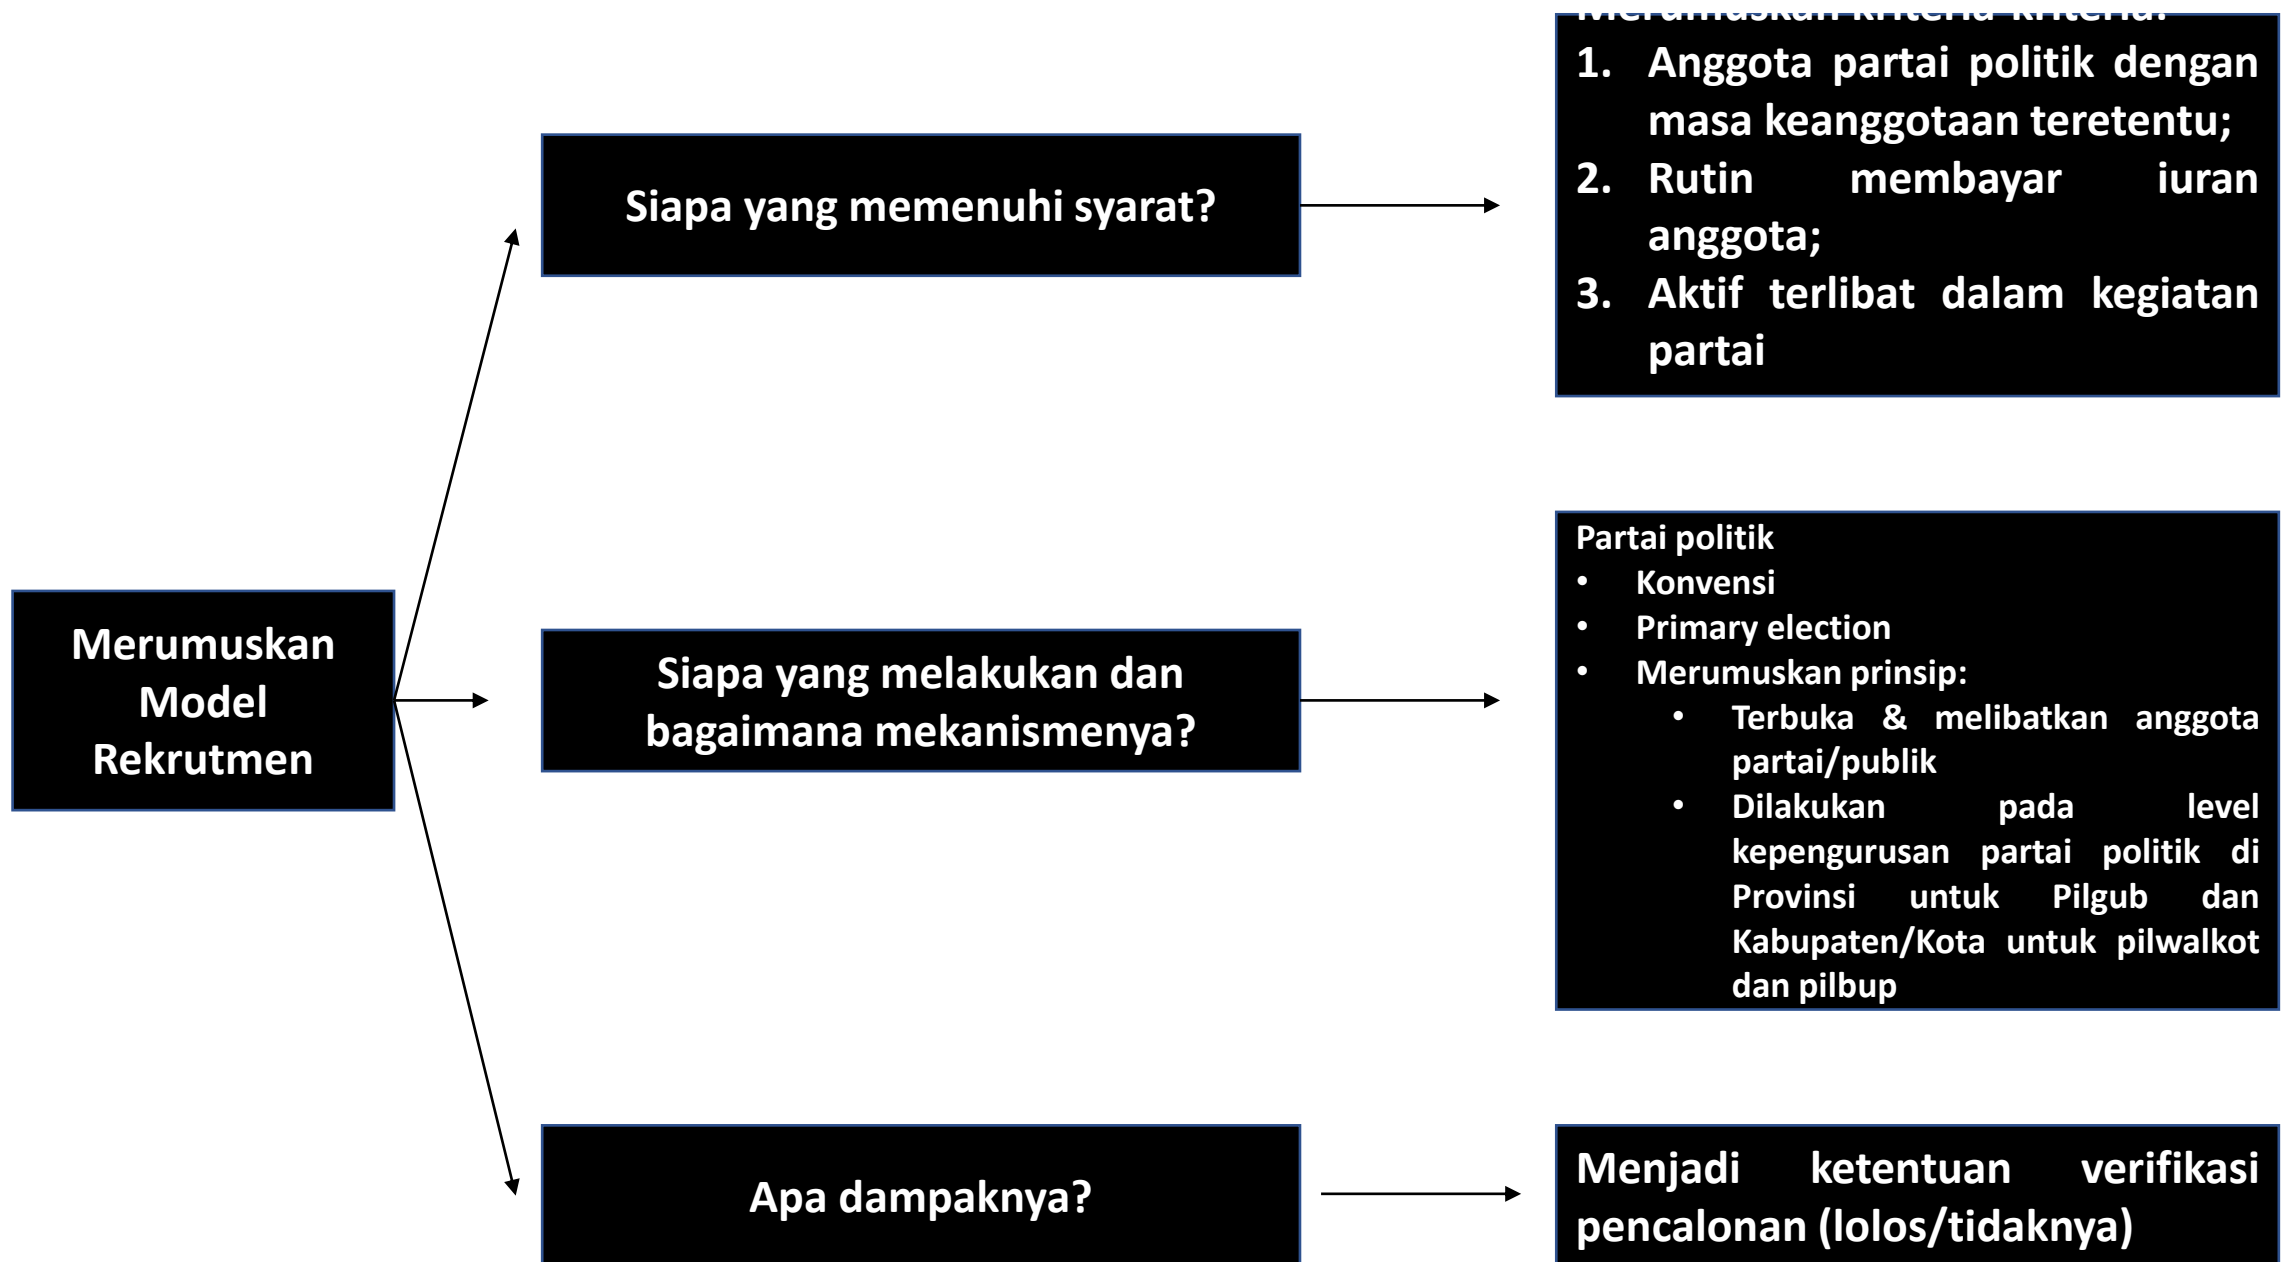 Merumuskan kriteria-kriteria:
1. Anggota partai politik dengan
masa keanggotaan teretentu;
2. Rutin membayar iuran
anggota;
3. Aktif terlibat dalam kegiatan
partai
Siapa yang memenuhi syarat?
Merumuskan
Model
Rekrutmen
Siapa yang melakukan dan
bagaimana mekanismenya?
Partai politik
• Konvensi
• Primary election
• Merumuskan prinsip:
• Terbuka & melibatkan anggota
partai/publik
• Dilakukan pada level
kepengurusan partai politik di
Provinsi untuk Pilgub dan
Kabupaten/Kota untuk pilwalkot
dan pilbup
Apa dampaknya?
Menjadi ketentuan verifikasi
pencalonan (lolos/tidaknya)